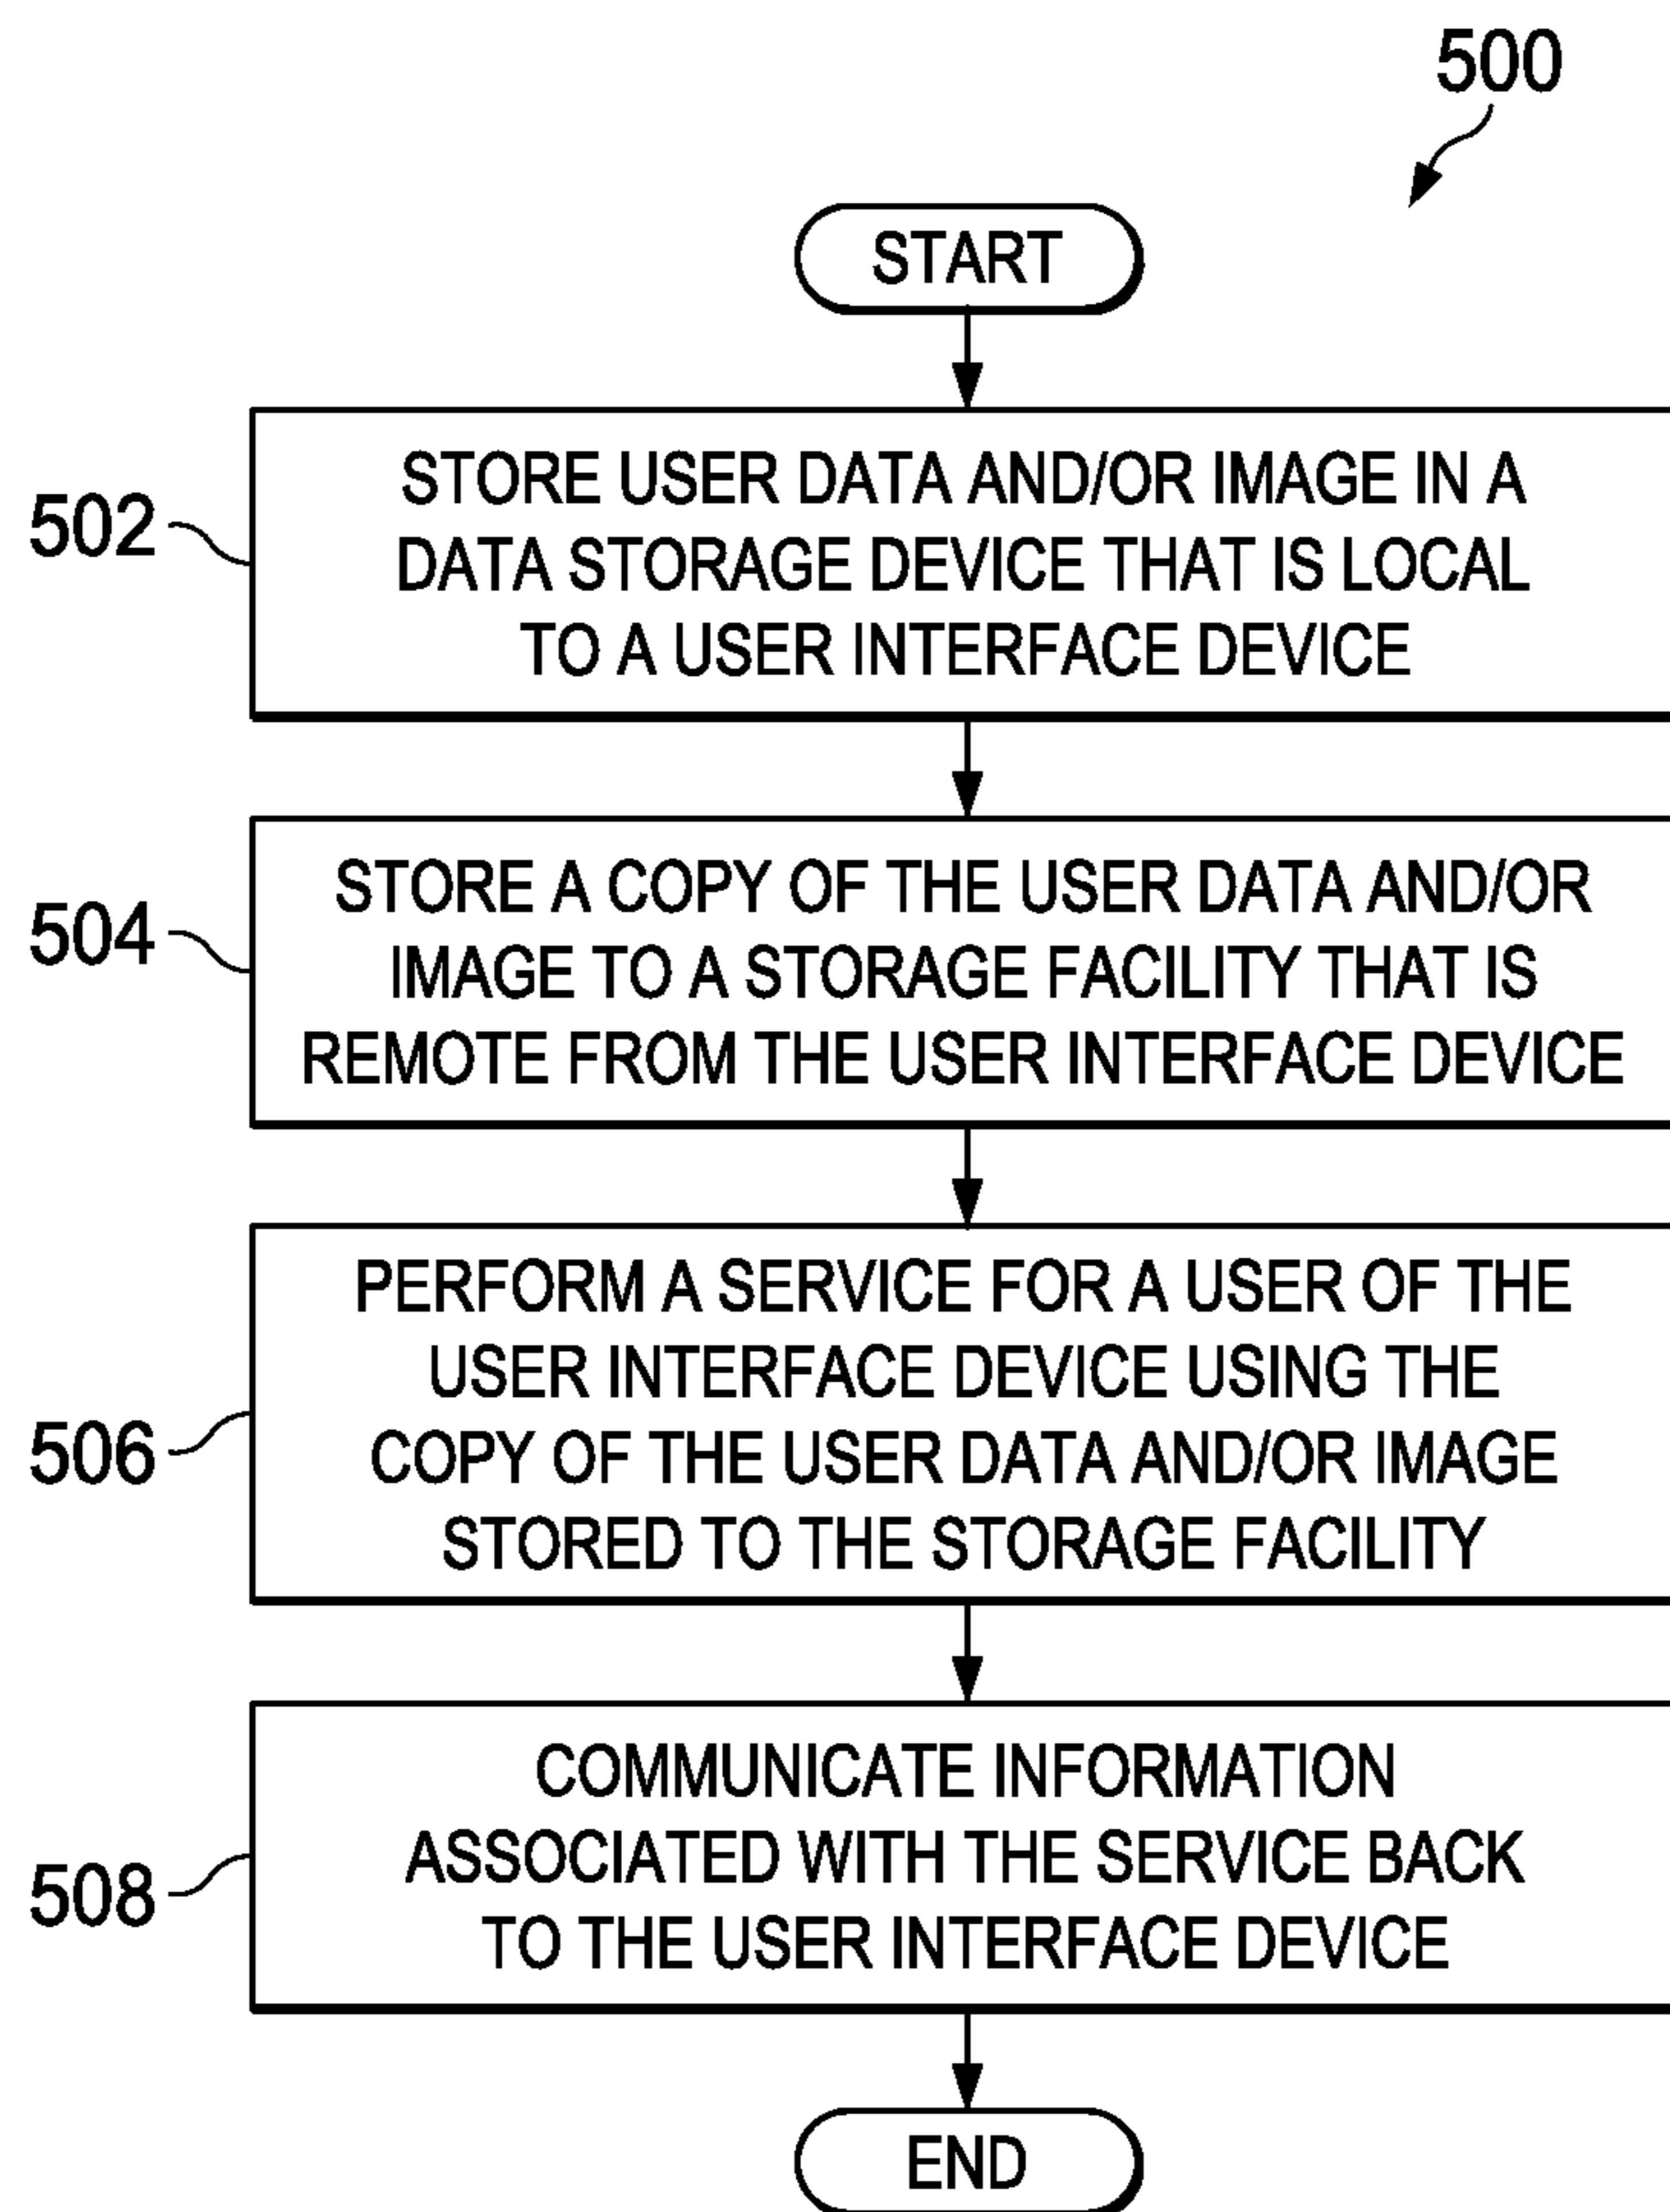 500
START
502
STORE USER DATA AND/OR IMAGE IN A
DATA STORAGE DEVICE THAT IS LOCAL
TO A USER INTERFACE DEVICE
504
STORE A COPY OF THE USER DATA AND/OR
IMAGE TO A STORAGE FACILITY THAT IS
REMOTE FROM THE USER INTERFACE DEVICE
506
PERFORM A SERVICE FOR A USER OF THE
USER INTERFACE DEVICE USING THE
COPY OF THE USER DATA AND/OR IMAGE
STORED TO THE STORAGE FACILITY
508
COMMUNICATE INFORMATION
ASSOCIATED WITH THE SERVICE BACK
TO THE USER INTERFACE DEVICE
END